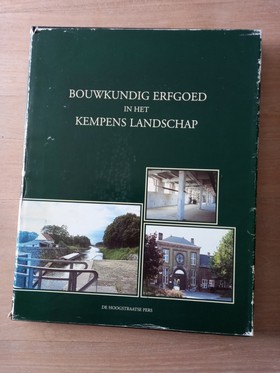 BOUWKUNDIG ERFGOED
IN HET
KEMPENS LANDSCHAP
DE HOOGSTRAATSE PERS